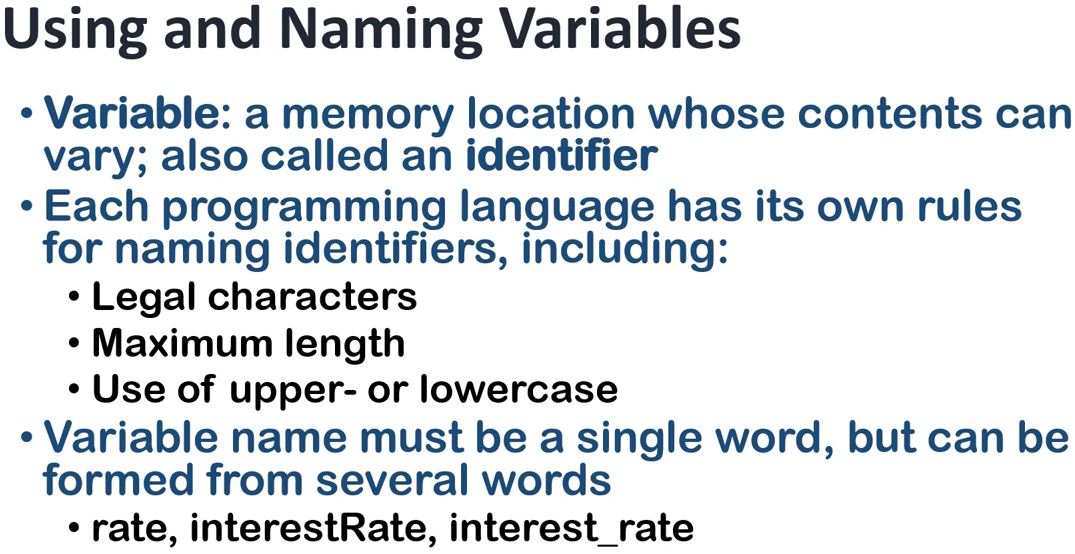 Using and Naming Variables
• Variable: a memory location whose contents can
vary; also called an identifier
• Each programming language has its own rules
for naming identifiers, including:
• Legal characters
• Maximum length
• Use of upper- or lowercase
• Variable name must be a single word, but can be
formed from several words
• rate, interestRate, interest_rate